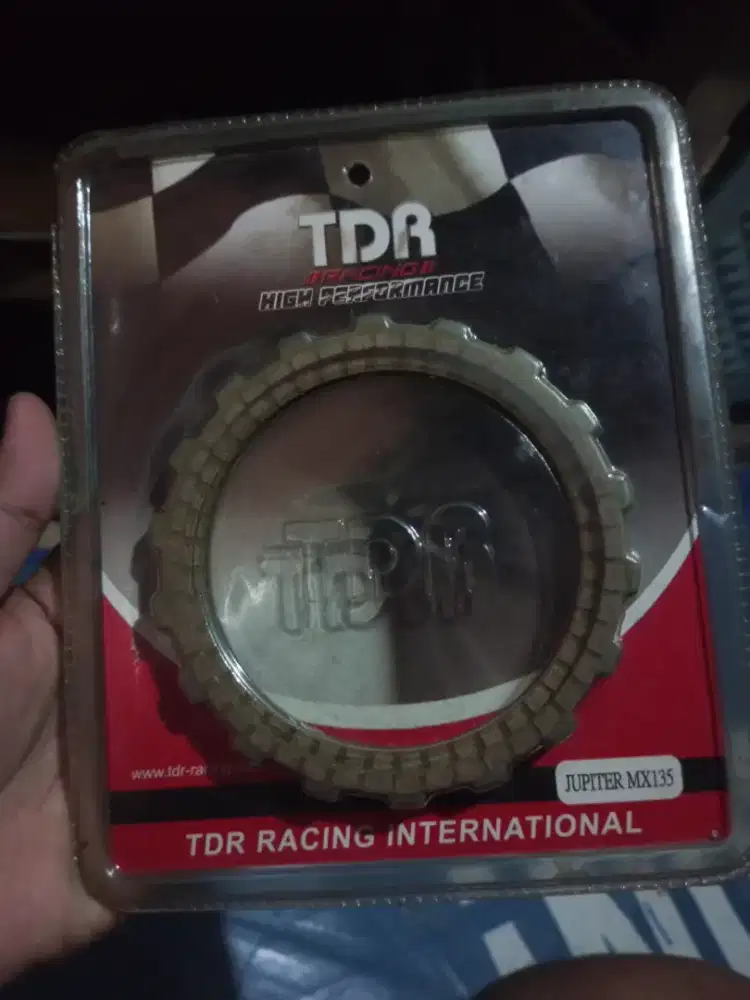 TDR
RACING
HIGH PERFORMANCE
TDR
JUPITER MX135
TDR RACING INTERNATIONAL